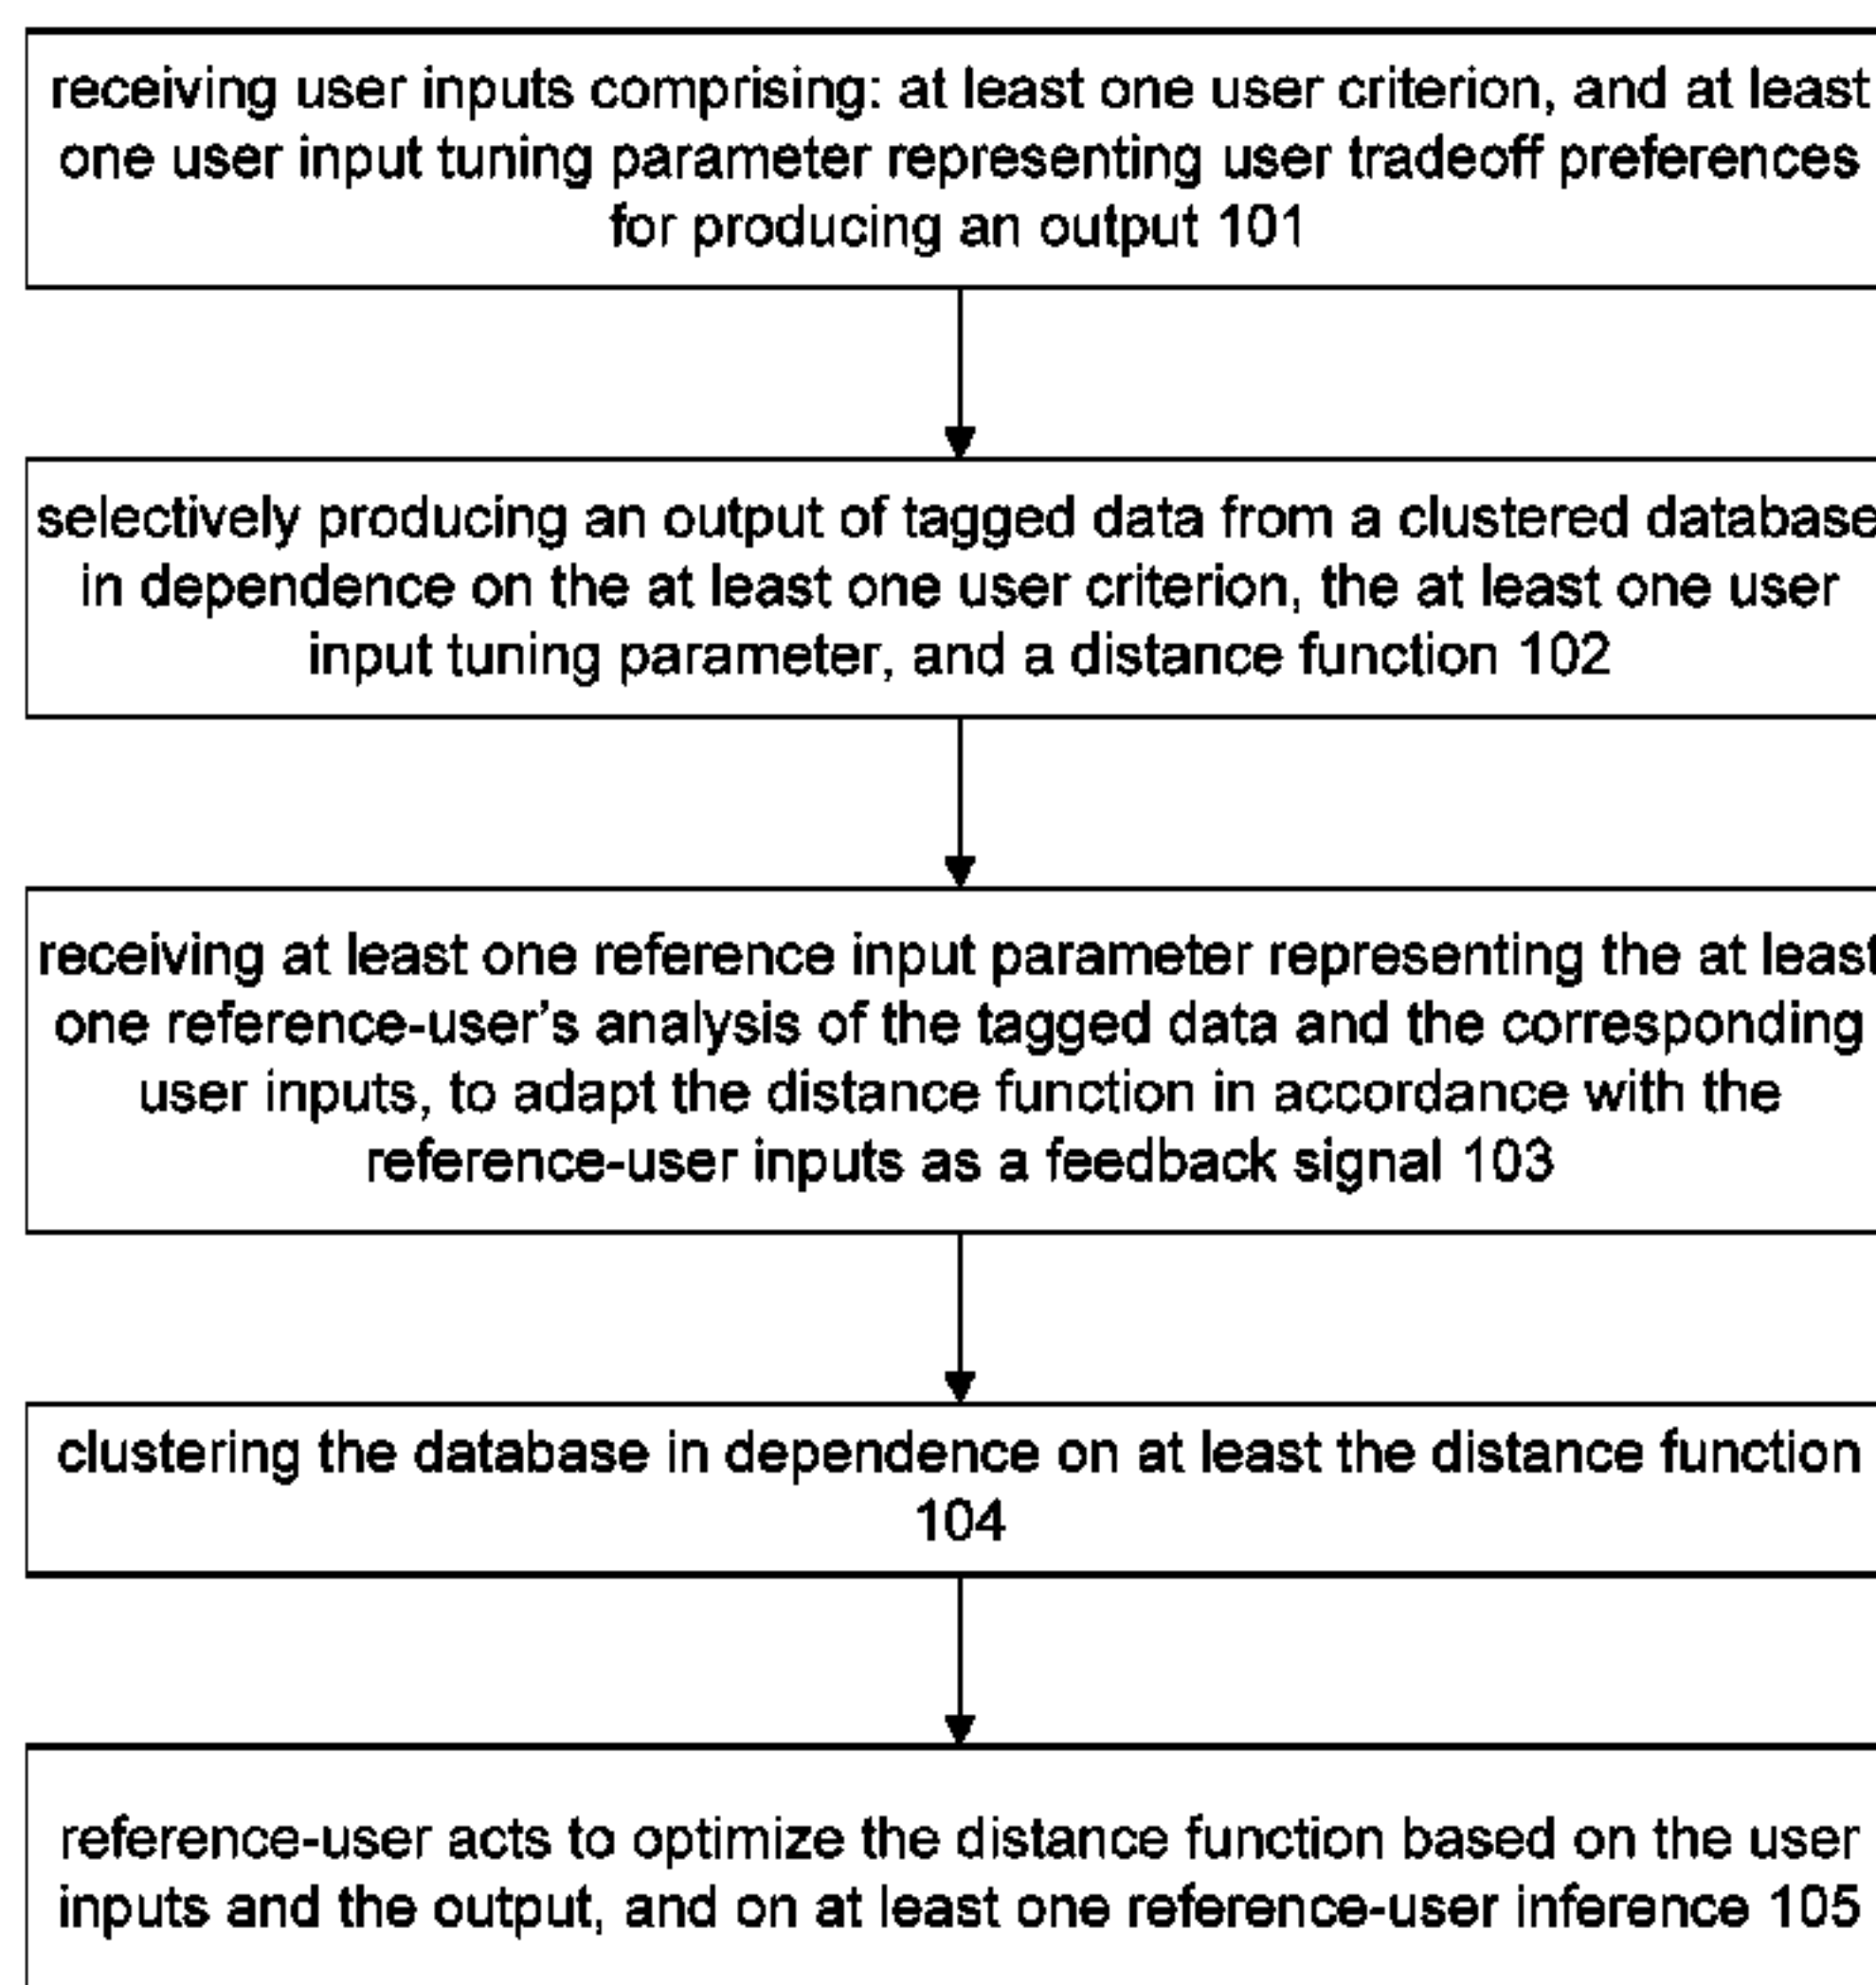 receiving user inputs comprising: at least one user criterion, and at least
one user input tuning parameter representing user tradeoff preferences
for producing an output 101
selectively producing an output of tagged data from a clustered database
in dependence on the at least one user criterion, the at least one user
input tuning parameter, and a distance function 102
receiving at least one reference input parameter representing the at least
one reference-user's analysis of the tagged data and the corresponding
user inputs, to adapt the distance function in accordance with the
reference-user inputs as a feedback signal 103
clustering the database in dependence on at least the distance function
104
reference-user acts to optimize the distance function based on the user
inputs and the output, and on at least one reference-user inference 105